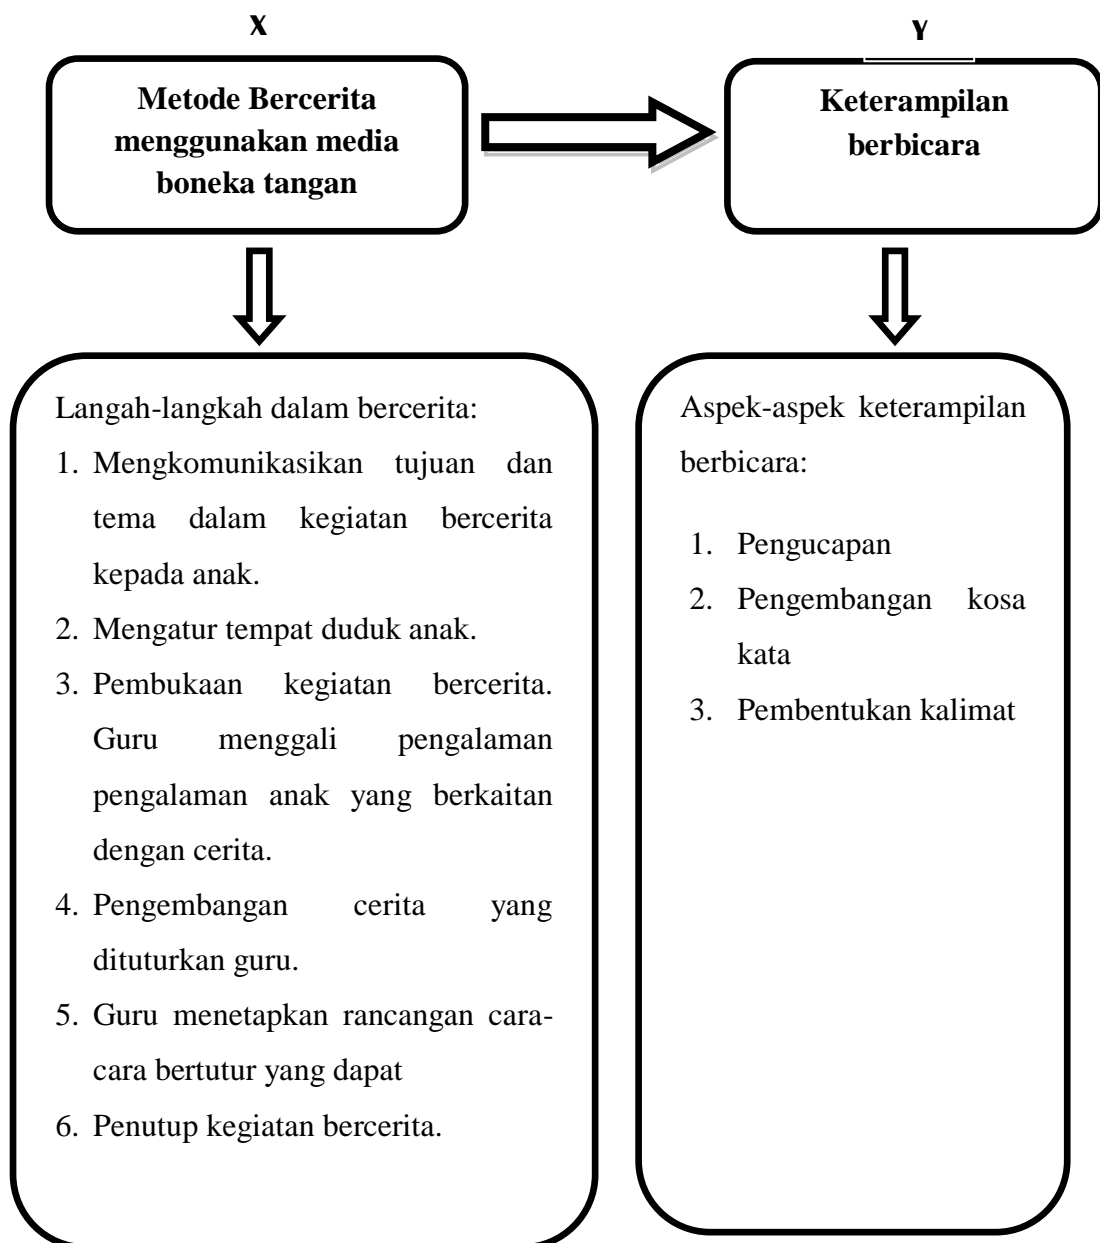 X
Y
Metode Bercerita
menggunakan media
boneka tangan
Keterampilan
berbicara
Langah-langkah dalam bercerita:
1. Mengkomunikasikan tujuan dan
tema dalam kegiatan bercerita
kepada anak.
2. Mengatur tempat duduk anak.
3. Pembukaan kegiatan bercerita.
Guru menggali pengalaman
pengalaman anak yang berkaitan
dengan cerita.
4. Pengembangan cerita yang
dituturkan guru.
5. Guru menetapkan rancangan cara-
cara bertutur yang dapat
6. Penutup kegiatan bercerita.
Aspek-aspek keterampilan
berbicara:
1. Pengucapan
2. Pengembangan kosa
kata
3. Pembentukan kalimat